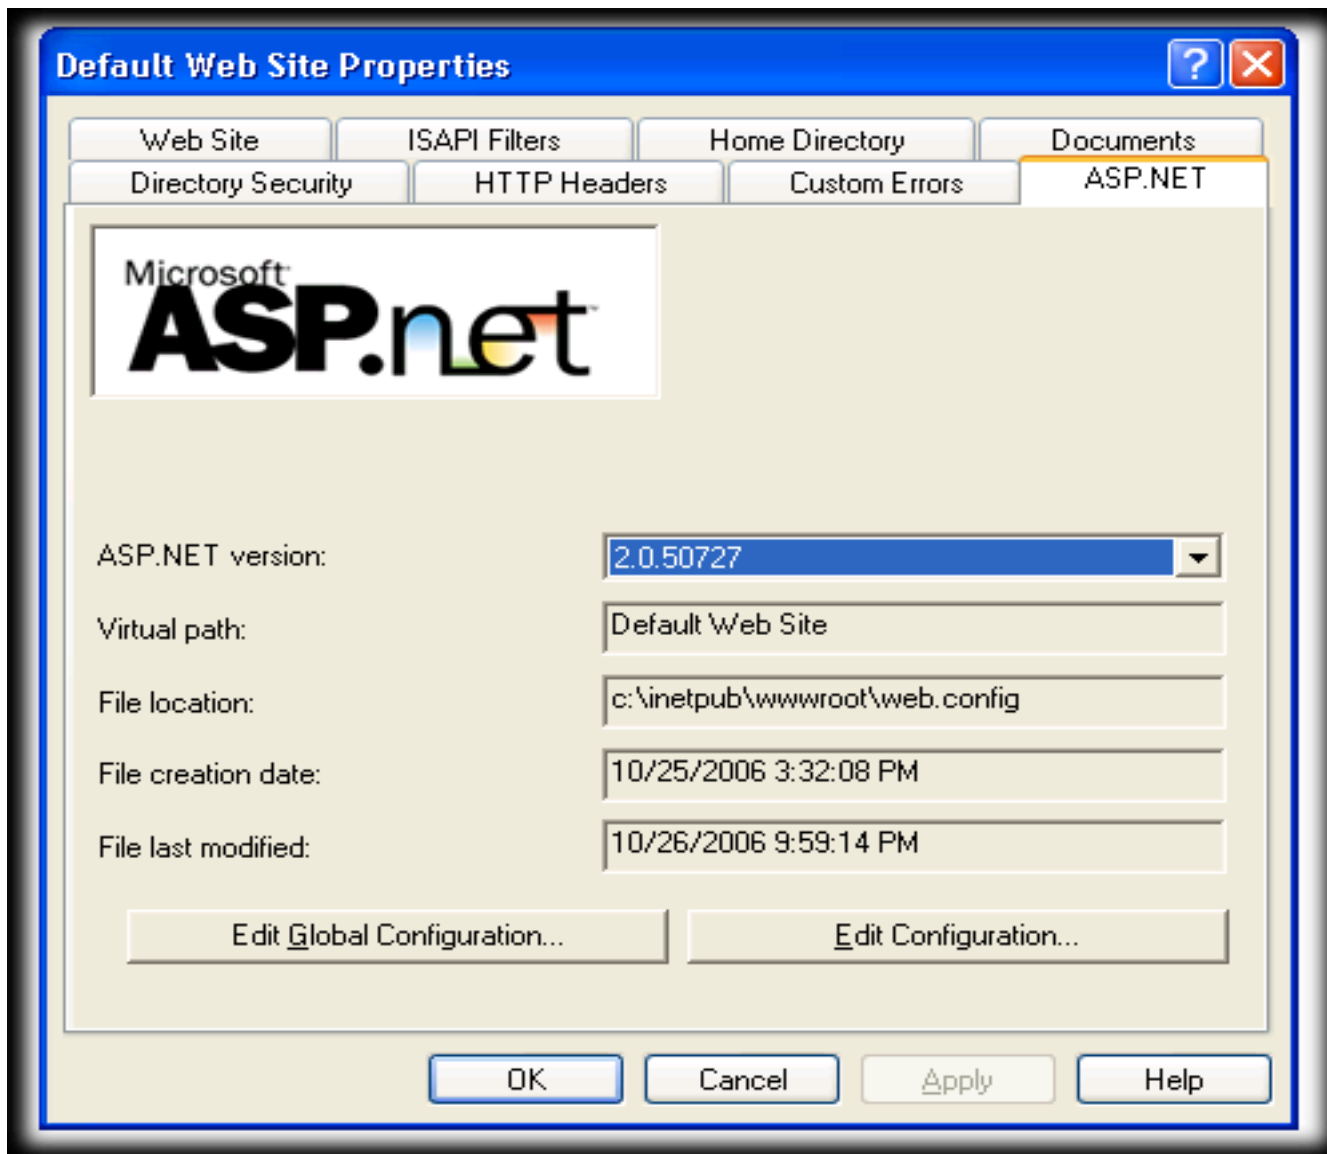 Default Web Site Properties
Web Site ISAPI Filters Home Directory Documents
Directory Security HTTP Headers Custom Errors ASP.NET
Microsoft
ASP.net™
ASP.NET version: 2.0.50727
Virtual path: Default Web Site
File location: c:\inetpub\wwwroot\web.config
File creation date: 10/25/2006 3:32:08 PM
File last modified: 10/26/2006 9:59:14 PM
Edit Global Configuration... Edit Configuration...
OK Cancel Apply Help